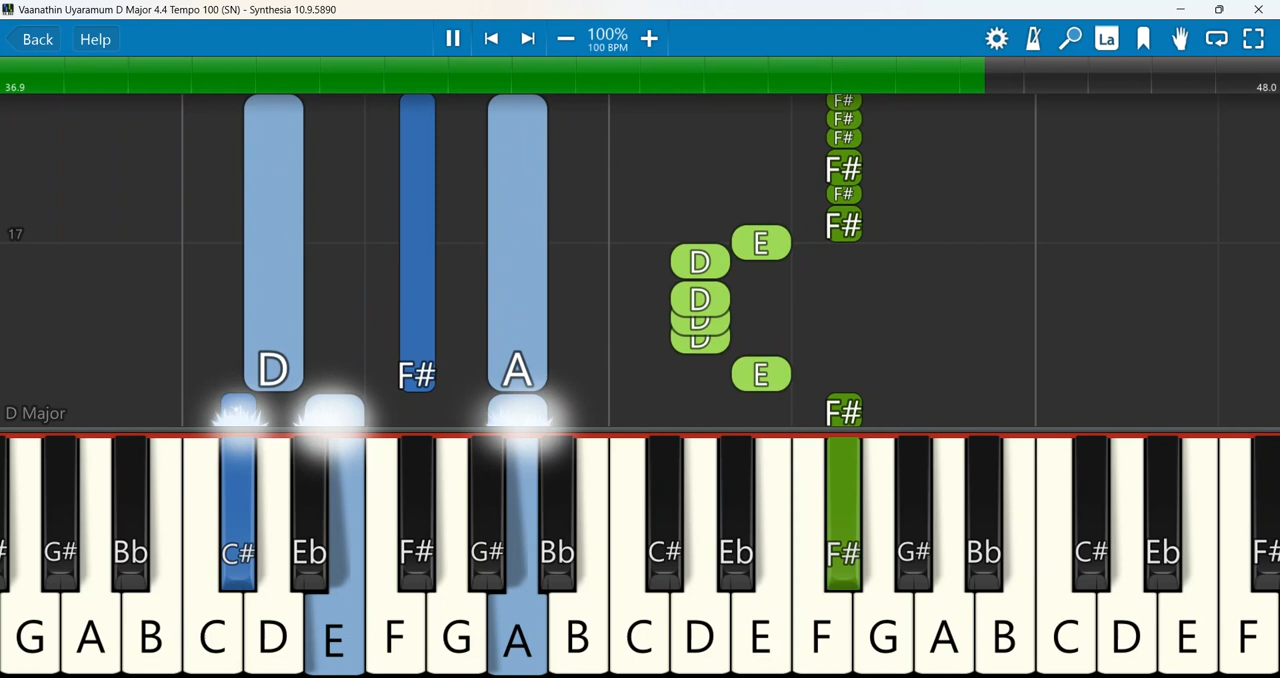 Vaanathin Uyaramum D Major 4.4 Tempo 100 (SN) - Synthesia 10.9.5890
Back Help 100% La
100 BPM
36.9 48.0
F#
F#
F#
F#
F#
17 F#
E
D
D
D
D
D F# A E
D Major F#
G# Bb C# Eb F# G# Bb C# Eb F# G# Bb C# Eb F#
G A B C D E F G A B C D E F G A B C D E F